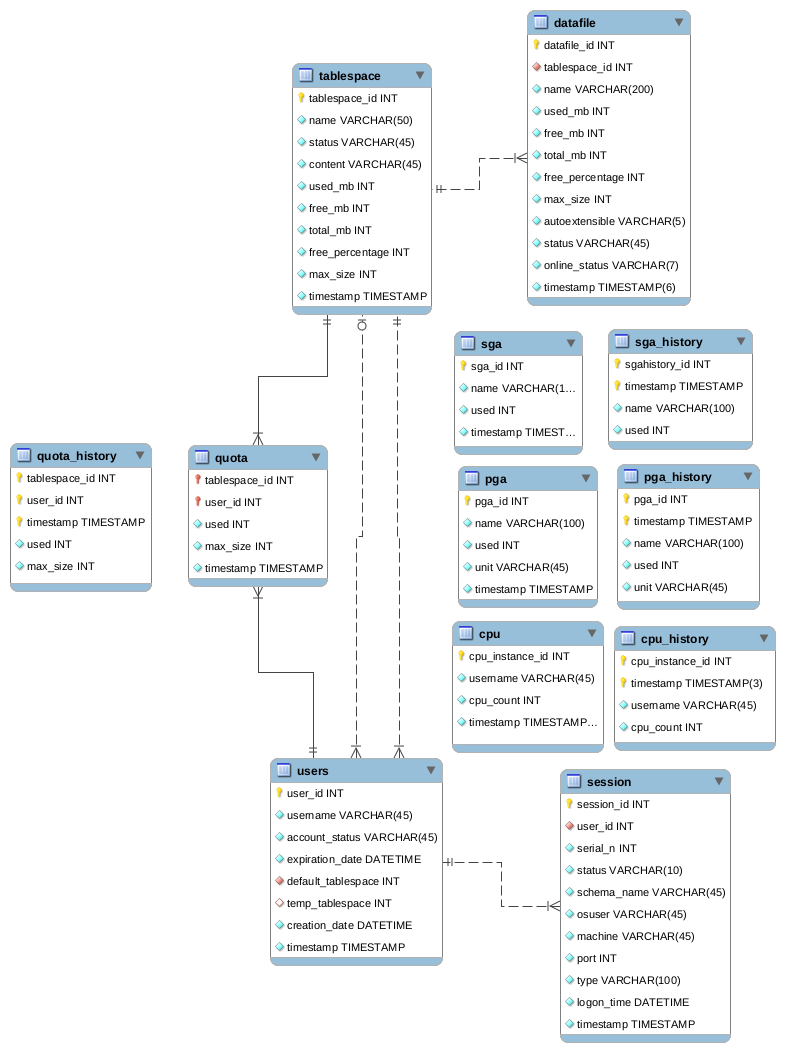 datafile
datafile_id INT
tablespace_id INT
name VARCHAR(200)
used_mb INT
free_mb INT
total_mb INT
free_percentage INT
max_size INT
autoextensible VARCHAR(5)
status VARCHAR(45)
online_status VARCHAR(7)
timestamp TIMESTAMP(6)
tablespace
tablespace_id INT
name VARCHAR(50)
status VARCHAR(45)
content VARCHAR(45)
used_mb INT
free_mb INT
total_mb INT
free_percentage INT
max_size INT
timestamp TIMESTAMP
sga
sga_id INT
name VARCHAR(1...
used INT
timestamp TIMEST...
sga_history
sgahistory_id INT
timestamp TIMESTAMP
name VARCHAR(100)
used INT
quota_history
tablespace_id INT
user_id INT
timestamp TIMESTAMP
used INT
max_size INT
quota
tablespace_id INT
user_id INT
used INT
max_size INT
timestamp TIMESTAMP
pga
pga_id INT
name VARCHAR(100)
used INT
unit VARCHAR(45)
timestamp TIMESTAMP
pga_history
pga_id INT
timestamp TIMESTAMP
name VARCHAR(100)
used INT
unit VARCHAR(45)
cpu
cpu_instance_id INT
username VARCHAR(45)
cpu_count INT
timestamp TIMESTAMP...
cpu_history
cpu_instance_id INT
timestamp TIMESTAMP(3)
username VARCHAR(45)
cpu_count INT
users
user_id INT
username VARCHAR(45)
account_status VARCHAR(45)
expiration_date DATETIME
default_tablespace INT
temp_tablespace INT
creation_date DATETIME
timestamp TIMESTAMP
session
session_id INT
user_id INT
serial_n INT
status VARCHAR(10)
schema_name VARCHAR(45)
osuser VARCHAR(45)
machine VARCHAR(45)
port INT
type VARCHAR(100)
logon_time DATETIME
timestamp TIMESTAMP